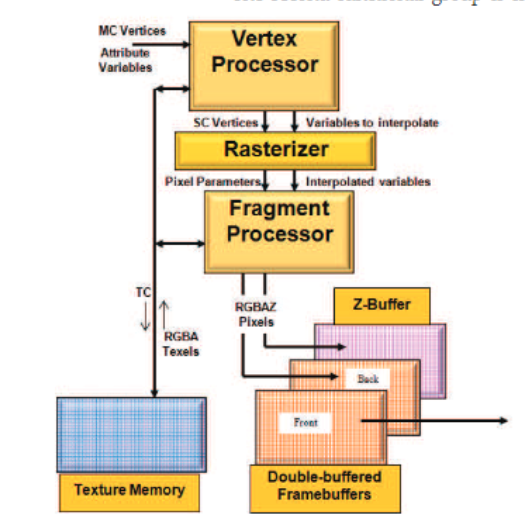 MC Vertices
Attribute
Variables
Vertex
Processor
SC Vertices
Variables to interpolate
Rasterizer
Pixel Parameters
Interpolated variables
Fragment
Processor
TC
RGBA
Texels
RGBAZ
Pixels
Z-Buffer
Back
Front
Texture Memory
Double-buffered
Framebuffers